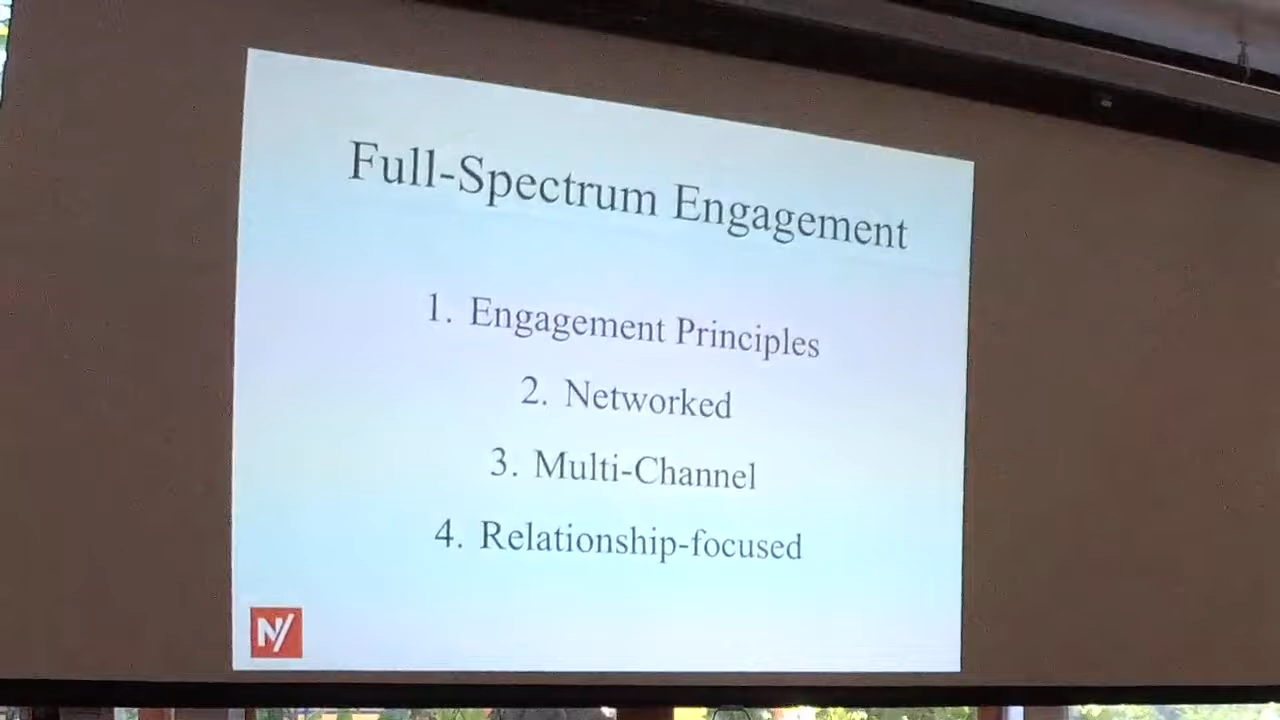 Full-Spectrum Engagement
1. Engagement Principles
2. Networked
3. Multi-Channel
4. Relationship-focused
N/